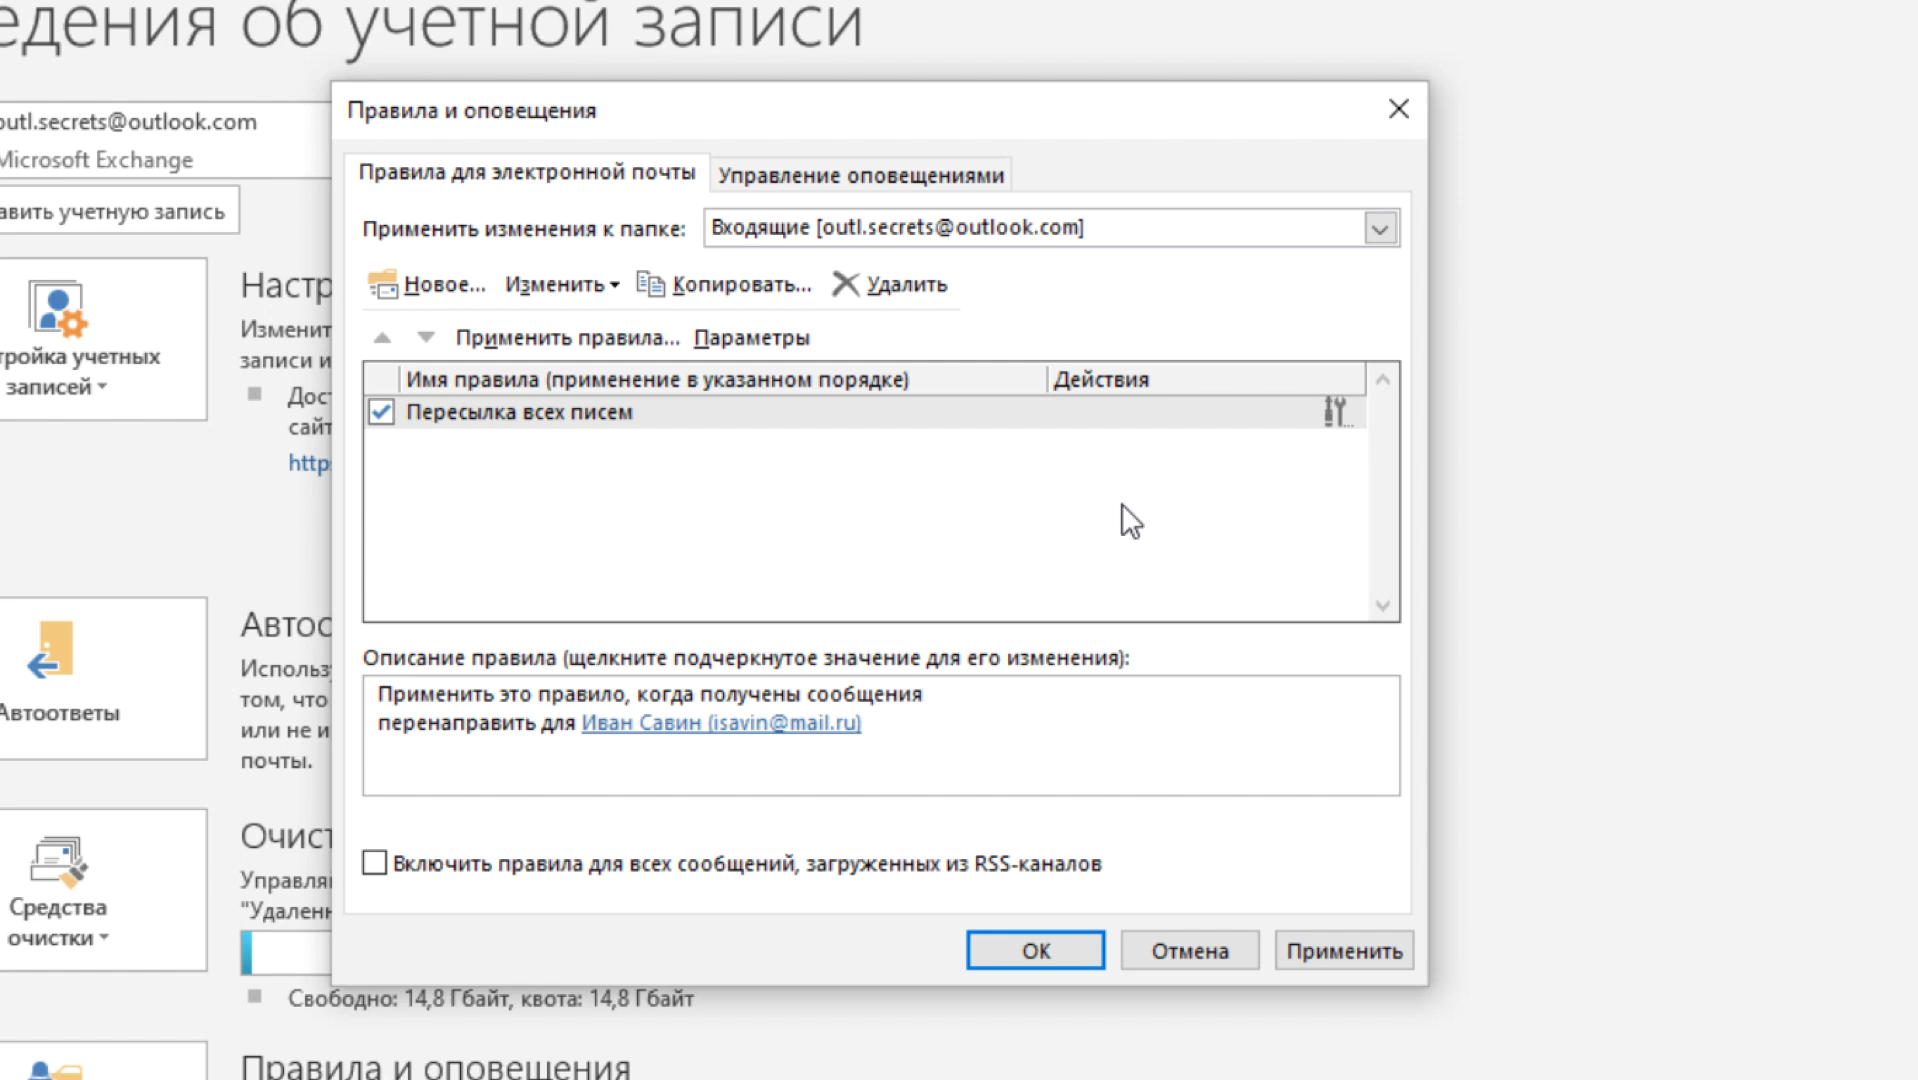 едения об учетной записи
outl.secrets@outlook.com
Microsoft Exchange
авить учетную запись
Правила и оповещения
Правила для электронной почты
Управление оповещениями
Применить изменения к папке:
Входящие [outl.secrets@outlook.com]
Новое...
Изменить
Копировать...
Удалить
Применить правила...
Параметры
Имя правила (применение в указанном порядке)
Действия
Пересылка всех писем
Описание правила (щелкните подчеркнутое значение для его изменения):
Применить это правило, когда получены сообщения
перенаправить для Иван Савин (isavin@mail.ru)
Включить правила для всех сообщений, загруженных из RSS-каналов
OK
Отмена
Применить
тройка учетных
записей
Настр
Изменит
записи и
Дос
сайт
http
Автоответы
Автос
Использ
том, что
или не и
почты.
Средства
очистки
Очист
Управля
"Удален
Свободно: 14,8 Гбайт, квота: 14,8 Гбайт
Правила и оповещения